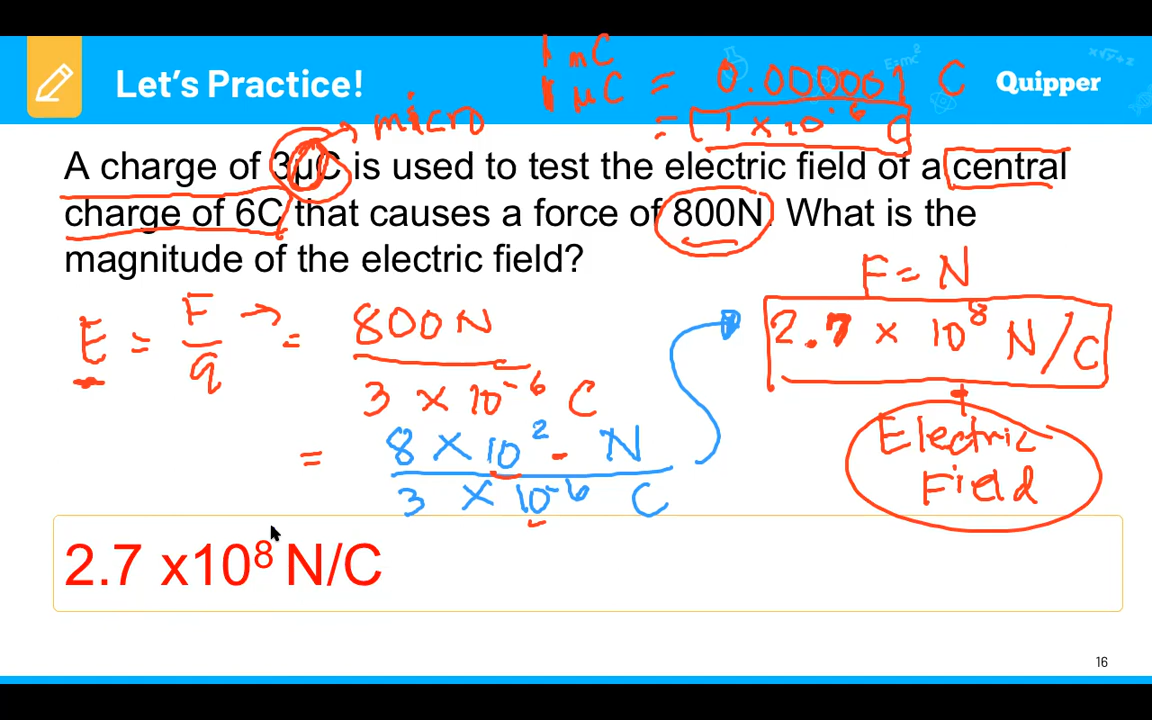 1 mC
Let's Practice!
1 μC = 0.000001 C
E=mc²
Quipper
micro
= [1 x 10⁻⁶ C
A charge of 3μC is used to test the electric field of a central
charge of 6C that causes a force of 800N. What is the
magnitude of the electric field?
F = N
E = F/q → = 800 N / 3 x 10⁻⁶ C
2.7 x 10⁸ N/C
= 8 x 10² N / 3 x 10⁻⁶ C
Electric
Field
2.7 x10⁸ N/C
16